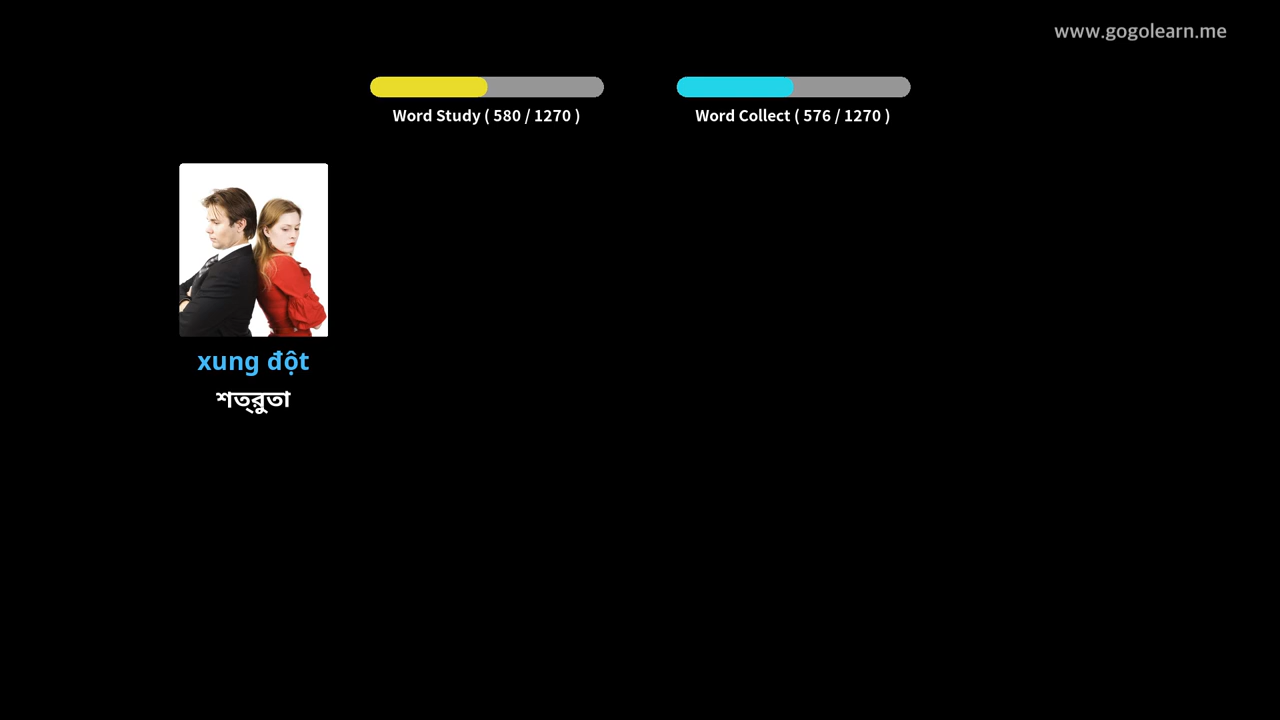 www.gogolearn.me
Word Study ( 580 / 1270 )
Word Collect ( 576 / 1270 )
xung đột
শত্রুতা